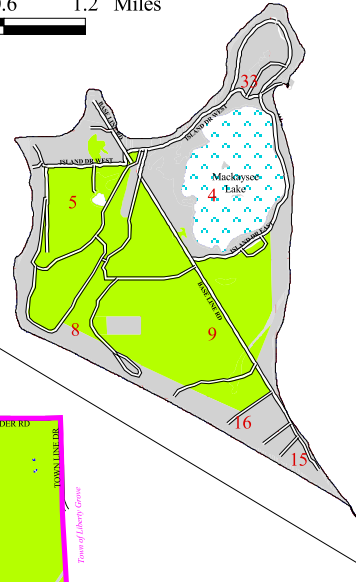 1.2 Miles
33
BASE LINE RD
ISLAND DR WEST
ISLAND DR WEST
Mackaysee
Lake
5
4
ISLAND DR EAST
BASE LINE RD
8
9
16
15
DER RD
TOWN LINE DR
Town of Liberty Grove